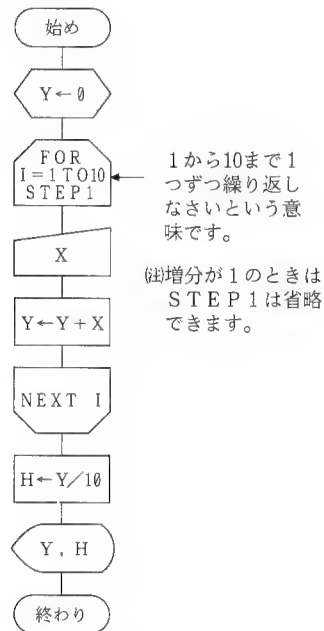 始め
Y←0
FOR
I=1TO10
STEP1
1から10まで1
つずつ繰り返し
なさいという意
味です。
X
(注)増分が1のときは
STEP1は省略
できます。
Y←Y+X
NEXT I
H←Y/10
Y,H
終わり